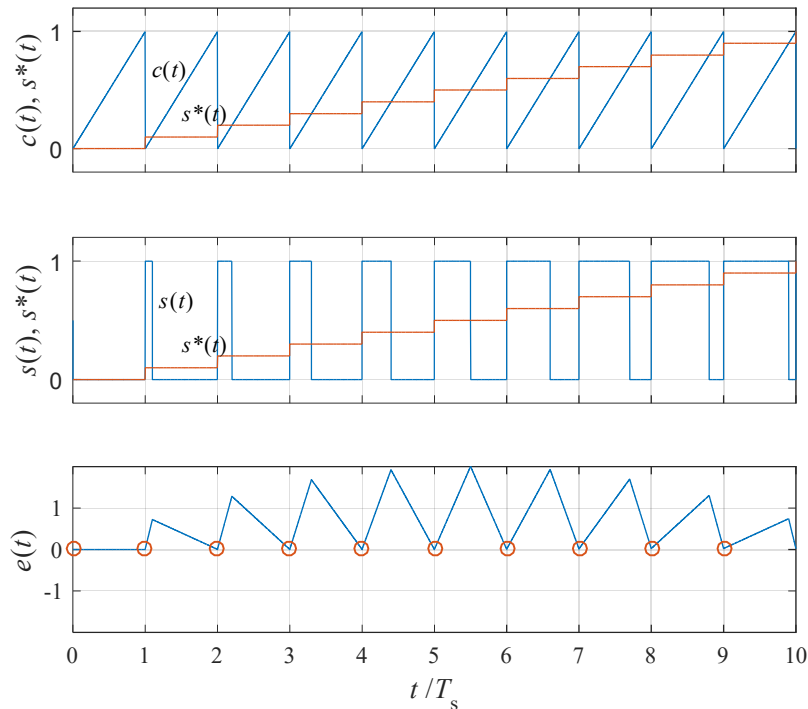 c(t), s*(t)
1
0
c(t)
s*(t)
s(t), s*(t)
1
0
s(t)
s*(t)
e(t)
1
0
-1
0 1 2 3 4 5 6 7 8 9 10
t /Ts